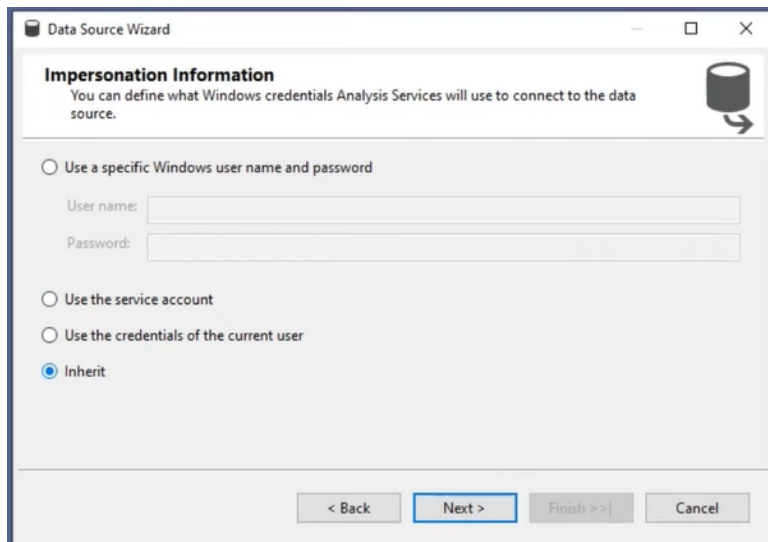 Data Source Wizard
Impersonation Information
You can define what Windows credentials Analysis Services will use to connect to the data
source.
Use a specific Windows user name and password
User name:
Password:
Use the service account
Use the credentials of the current user
Inherit
< Back Next > Finish >>| Cancel